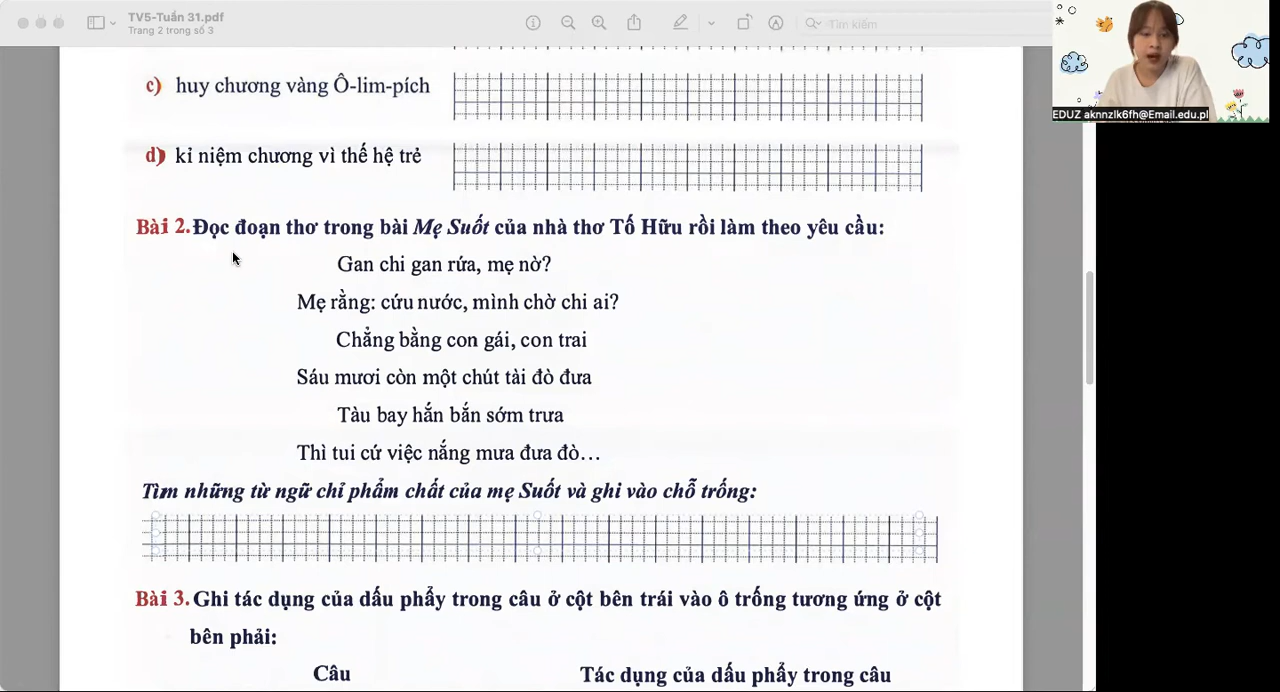 TV5-Tuần 31.pdf
Trang 2 trong số 3
Tìm kiếm
EDUZ aknnzlk6fh@Email.edu.pl
c) huy chương vàng Ô-lim-pích
d) kỉ niệm chương vì thế hệ trẻ
Bài 2. Đọc đoạn thơ trong bài Mẹ Suốt của nhà thơ Tố Hữu rồi làm theo yêu cầu:
Gan chi gan rứa, mẹ nờ?
Mẹ rằng: cứu nước, mình chờ chi ai?
Chẳng bằng con gái, con trai
Sáu mươi còn một chút tài đò đưa
Tàu bay hắn bắn sớm trưa
Thì tui cứ việc nắng mưa đưa đò…
Tìm những từ ngữ chỉ phẩm chất của mẹ Suốt và ghi vào chỗ trống:
Bài 3. Ghi tác dụng của dấu phẩy trong câu ở cột bên trái vào ô trống tương ứng ở cột
bên phải:
Câu
Tác dụng của dấu phẩy trong câu